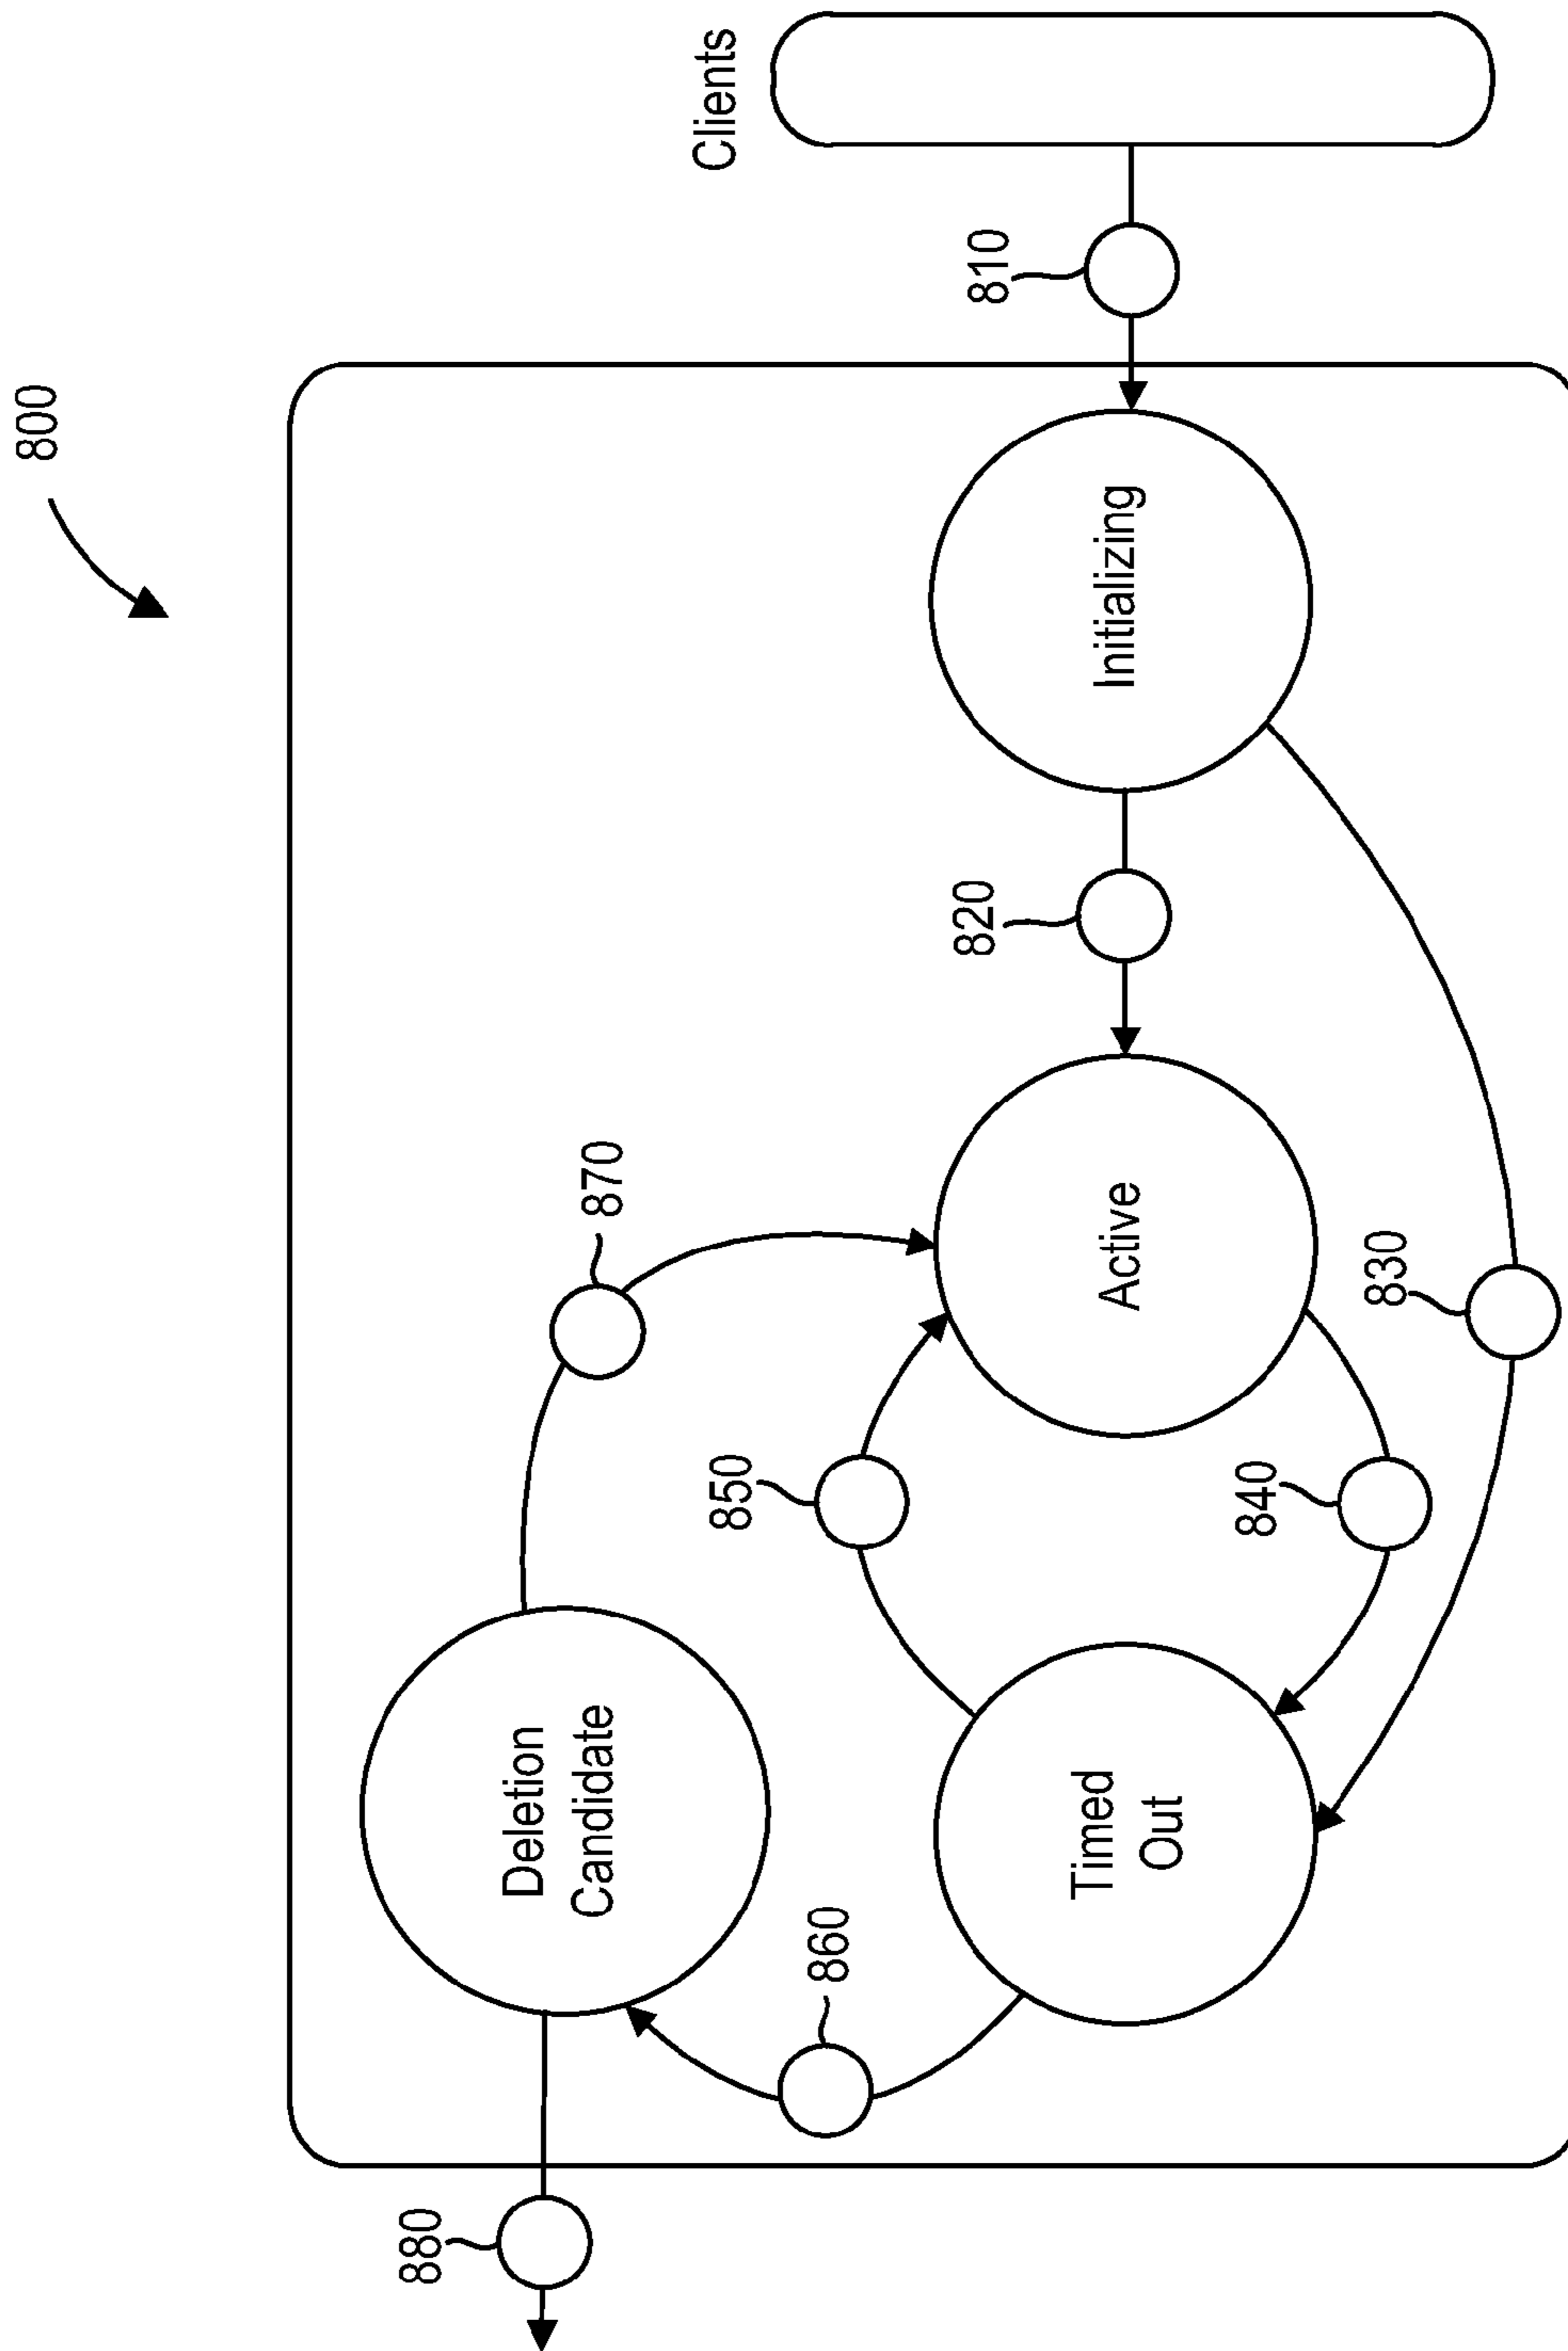 800
Clients
810
Initializing
820
870
Active
830
850
840
Deletion
Candidate
Timed
Out
860
880